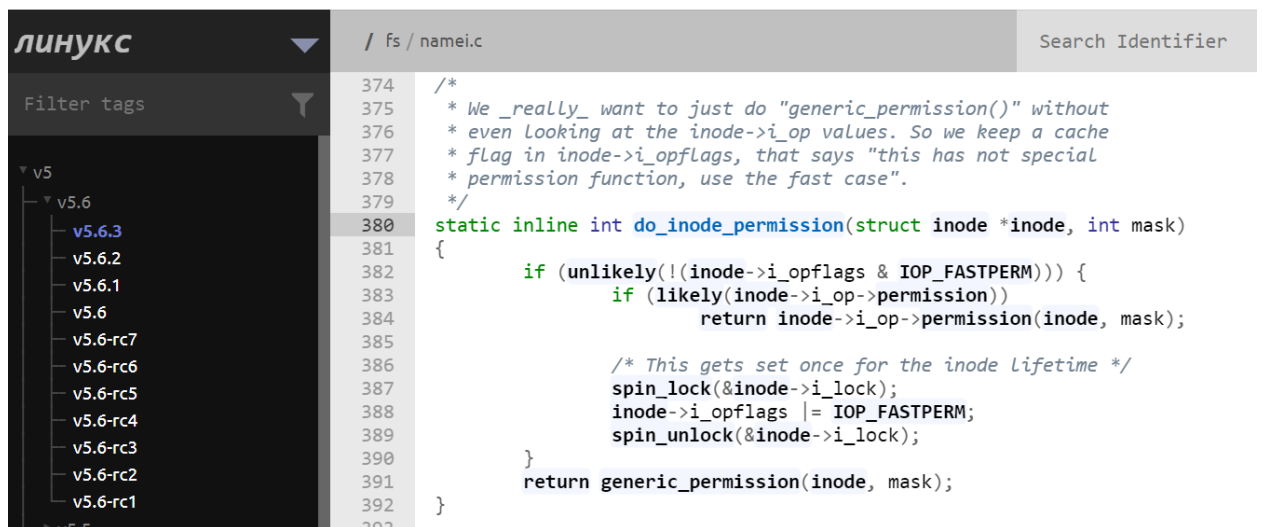 линукс
Filter tags
v5
v5.6
v5.6.3
v5.6.2
v5.6.1
v5.6
v5.6-rc7
v5.6-rc6
v5.6-rc5
v5.6-rc4
v5.6-rc3
v5.6-rc2
v5.6-rc1
/ fs / namei.c
Search Identifier
374 /*
375 * We _really_ want to just do "generic_permission()" without
376 * even looking at the inode->i_op values. So we keep a cache
377 * flag in inode->i_opflags, that says "this has not special
378 * permission function, use the fast case".
379 */
380 static inline int do_inode_permission(struct inode *inode, int mask)
381 {
382 if (unlikely(!(inode->i_opflags & IOP_FASTPERM))) {
383 if (likely(inode->i_op->permission))
384 return inode->i_op->permission(inode, mask);
385
386 /* This gets set once for the inode lifetime */
387 spin_lock(&inode->i_lock);
388 inode->i_opflags |= IOP_FASTPERM;
389 spin_unlock(&inode->i_lock);
390 }
391 return generic_permission(inode, mask);
392 }